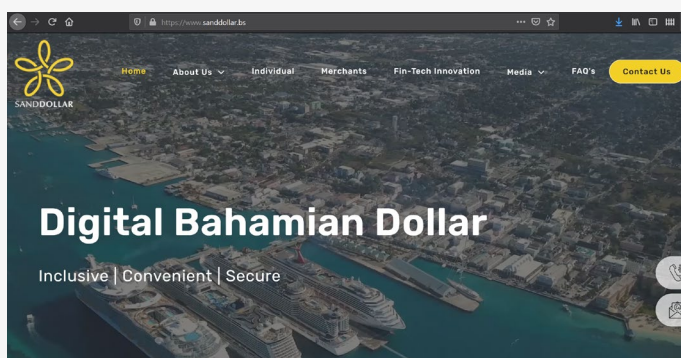 https://www.sanddollar.bs
SANDDOLLAR
Home About Us Individual Merchants Fin-Tech Innovation Media FAQ's Contact Us
Digital Bahamian Dollar
Inclusive | Convenient | Secure